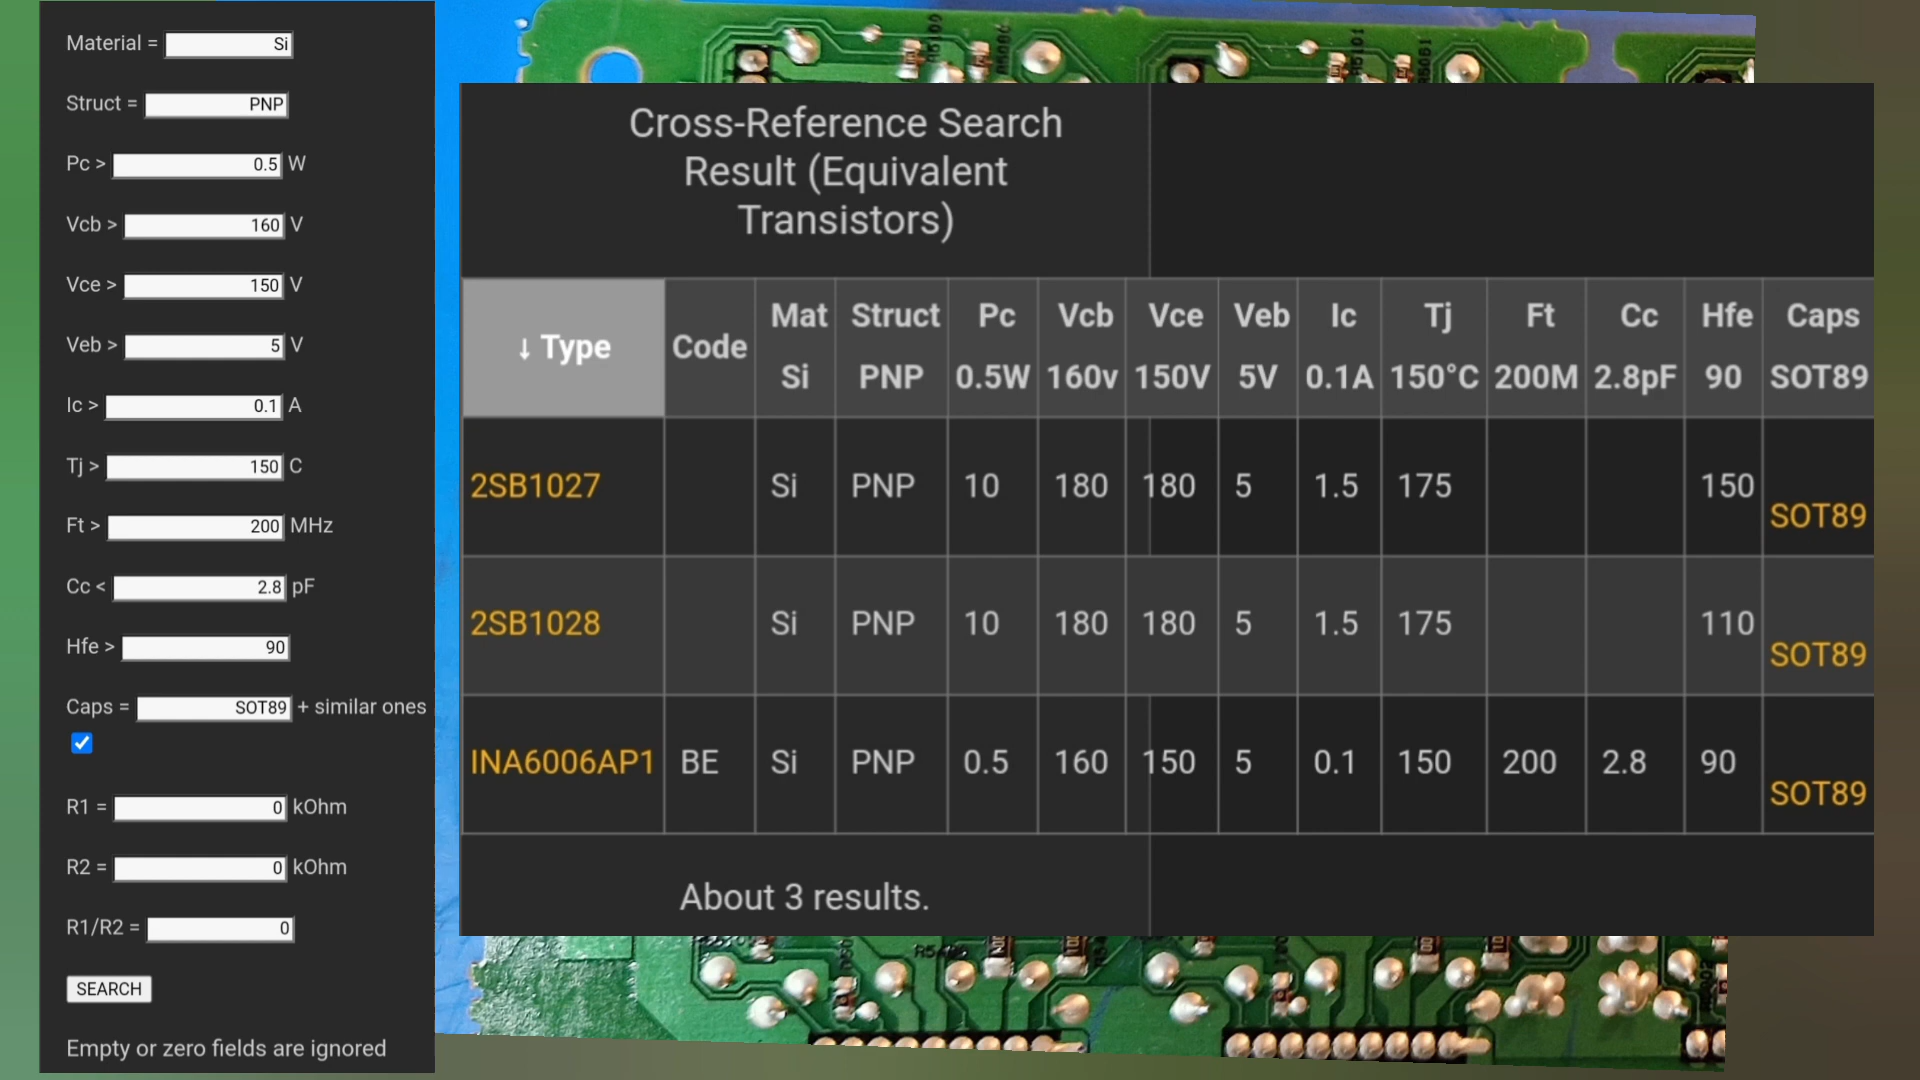 Material = Si
Struct = PNP
Pc > 0.5 W
Vcb > 160 V
Vce > 150 V
Veb > 5 V
Ic > 0.1 A
Tj > 150 C
Ft > 200 MHz
Cc < 2.8 pF
Hfe > 90
Caps = SOT89 + similar ones
R1 = 0 kOhm
R2 = 0 kOhm
R1/R2 = 0
SEARCH
Empty or zero fields are ignored
Cross-Reference Search
Result (Equivalent
Transistors)
↓ Type Code Mat Struct Pc Vcb Vce Veb Ic Tj Ft Cc Hfe Caps
Si PNP 0.5W 160v 150V 5V 0.1A 150°C 200M 2.8pF 90 SOT89
2SB1027 Si PNP 10 180 180 5 1.5 175 150 SOT89
2SB1028 Si PNP 10 180 180 5 1.5 175 110 SOT89
INA6006AP1 BE Si PNP 0.5 160 150 5 0.1 150 200 2.8 90 SOT89
About 3 results.